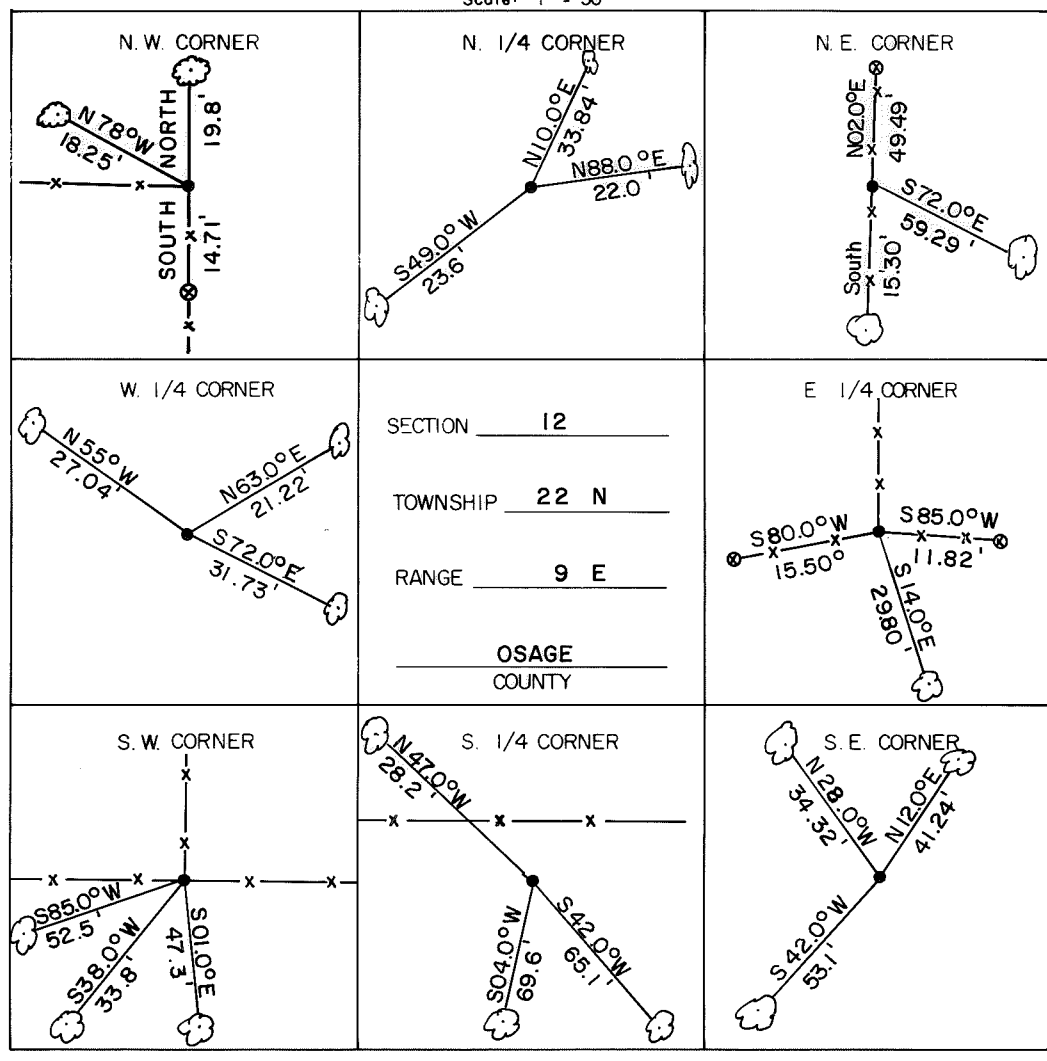 N. W. CORNER
NORTH
19.8'
N 78° W
18.25'
SOUTH
14.71'
N. 1/4 CORNER
N10.0°E
33.84'
N88.0°E
22.0'
S49.0°W
23.6'
N. E. CORNER
N02.0°E
49.49'
S72.0°E
59.29'
South
15.30'
W. 1/4 CORNER
N55°W
27.04'
N63.0°E
21.22'
S72.0°E
31.73'
SECTION 12
TOWNSHIP 22 N
RANGE 9 E
OSAGE
COUNTY
E 1/4 CORNER
S80.0°W
15.50°
S85.0°W
11.82'
S14.0°E
29.80'
S. W. CORNER
S85.0°W
52.5'
S38.0°W
33.8'
S01.0°E
47.3'
S. 1/4 CORNER
N47.0°W
28.2'
S04.0°W
69.6'
S42.0°W
65.1'
S. E. CORNER
N28.0°W
34.32'
N12.0°E
41.24'
S42.0°W
53.1'